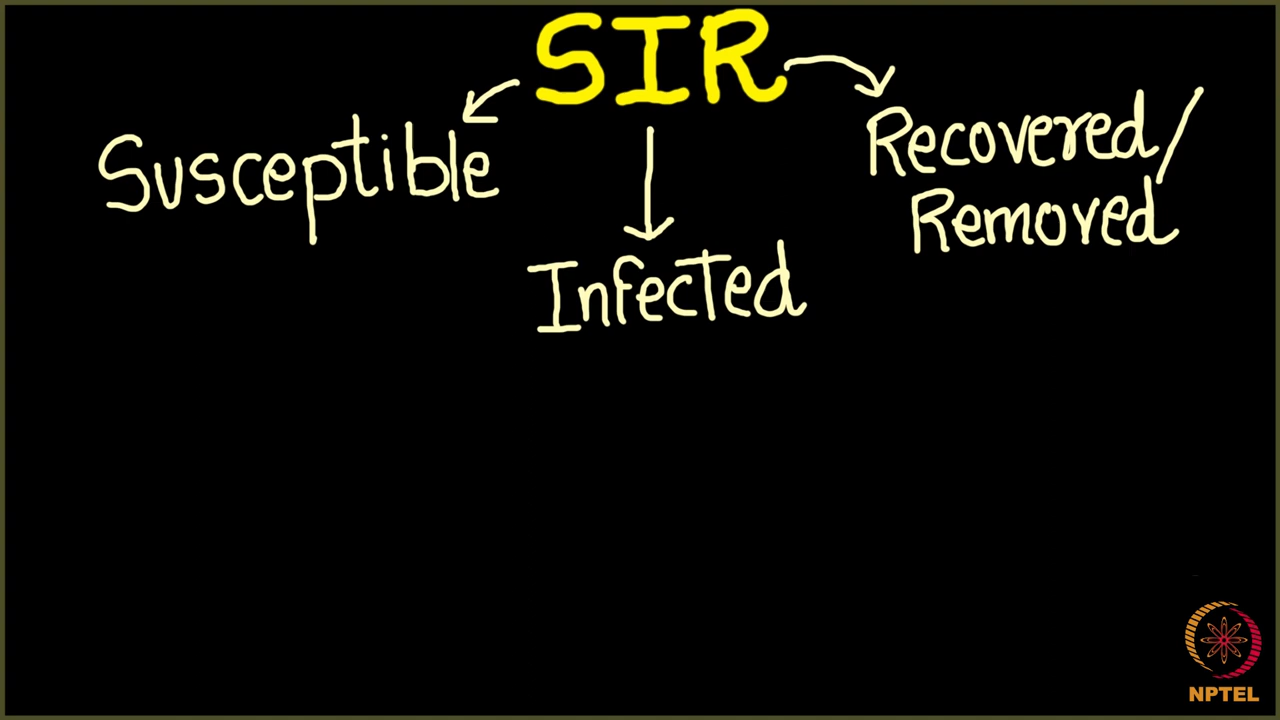 SIR
Susceptible
Infected
Recovered/
Removed
NPTEL